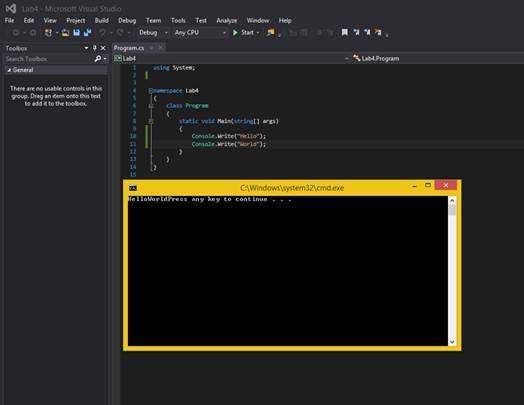 Lab4 - Microsoft Visual Studio
File Edit View Project Build Debug Team Tools Test Analyze Window Help
Debug Any CPU Start
Toolbox
Search Toolbox
General
There are no usable controls in this
group. Drag an item onto this text
to add it to the toolbox.
Program.cs
Lab4 Lab4.Program
1 using System;
2
3
4 namespace Lab4
5 {
6 class Program
7 {
8 static void Main(string[] args)
9 {
10 Console.Write("Hello");
11 Console.Write("World");
12 }
13 }
14 }
C:\Windows\system32\cmd.exe
HelloWorldPress any key to continue . . .